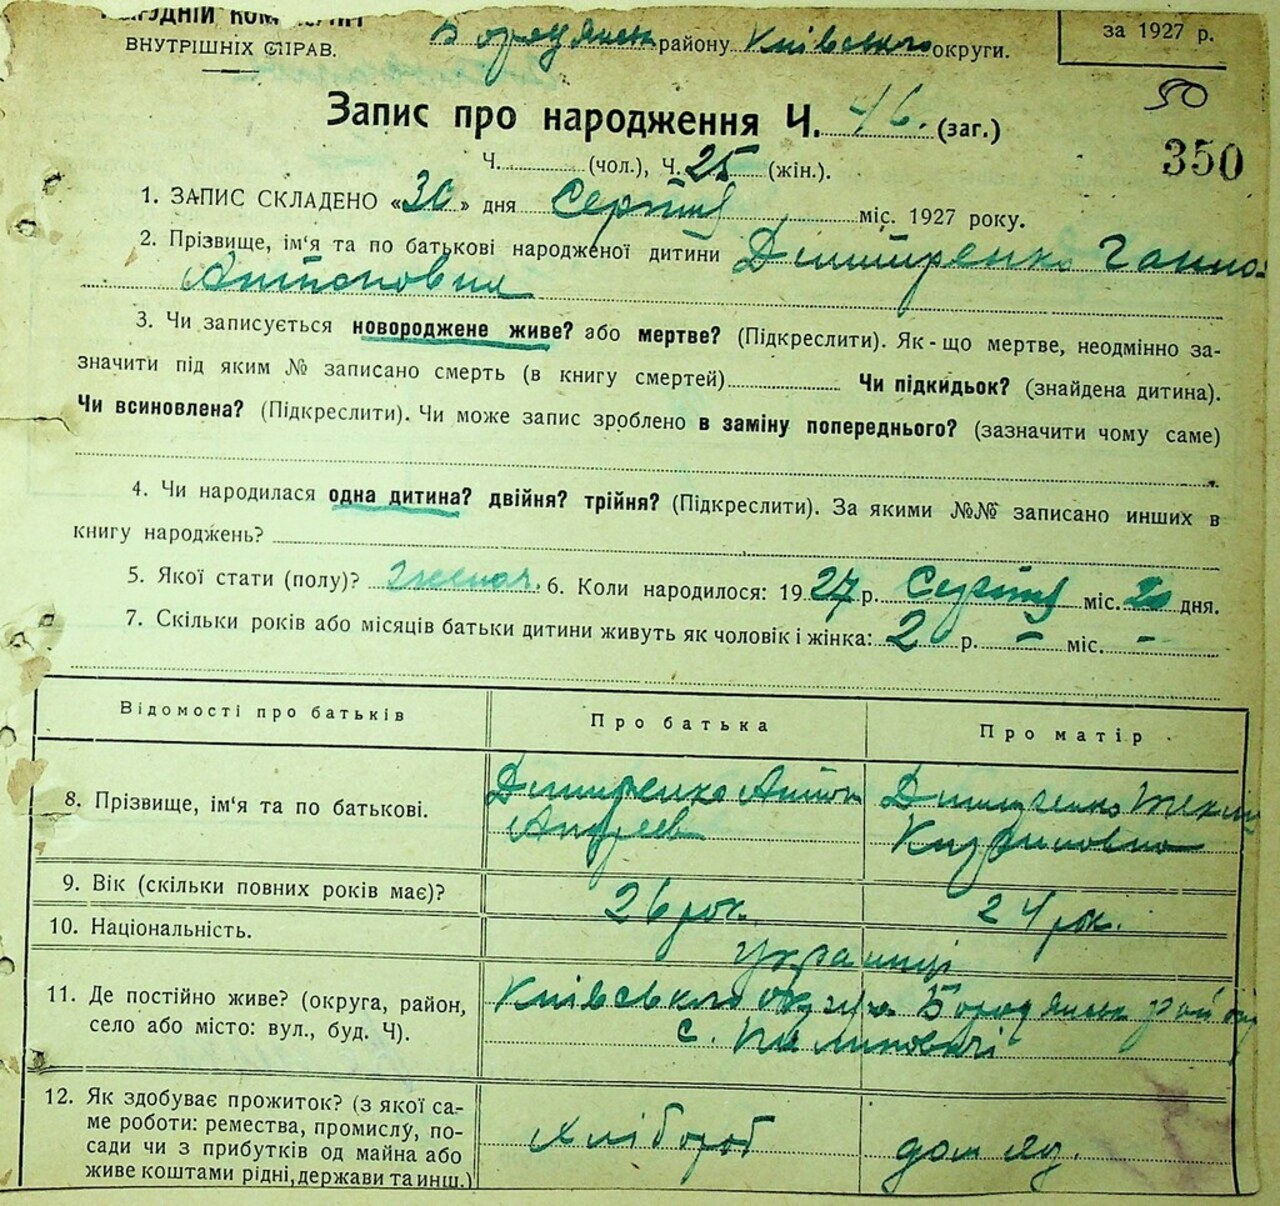 НАРОДНІЙ КОМІСАРІЯТ
ВНУТРІШНІХ СПРАВ.
Бородянськ району Київського округи.
за 1927 р.
50
350
Запис про народження Ч. 46. (заг.)
Ч. (чол.), Ч. 25 (жін.).
1. ЗАПИС СКЛАДЕНО «30» дня Серпня міс. 1927 року.
2. Прізвище, ім'я та по батькові народженої дитини Дмитренко Ганна
Антоновна
3. Чи записується новороджене живе? або мертве? (Підкреслити). Як-що мертве, неодмінно за-
значити під яким № записано смерть (в книгу смертей) Чи підкидьок? (знайдена дитина).
Чи всиновлена? (Підкреслити). Чи може запис зроблено в заміну попереднього? (зазначити чому саме)
4. Чи народилася одна дитина? двійня? трійня? (Підкреслити). За якими №№ записано инших в
книгу народжень?
5. Якої стати (полу)? жіноч. 6. Коли народилося: 1927 р. Серпня міс. 20 дня.
7. Скільки років або місяців батьки дитини живуть як чоловік і жінка: 2 р. – міс. –
Відомості про батьків Про батька Про матір
8. Прізвище, ім'я та по батькові.
Дмитренко Антон
Андреев
Дмитренко
9. Вік (скільки повних років має)? 26 рок. 24 рок.
10. Національність. українці
11. Де постійно живе? (округа, район,
село або місто: вул., буд. Ч).
Київського округа Бородянськ район
с.
12. Як здобуває прожиток? (з якої са-
ме роботи: ремества, промислу, по-
сади чи з прибутків од майна або
живе коштами рідні, держави та инш.)
хлібороб
дом яд.